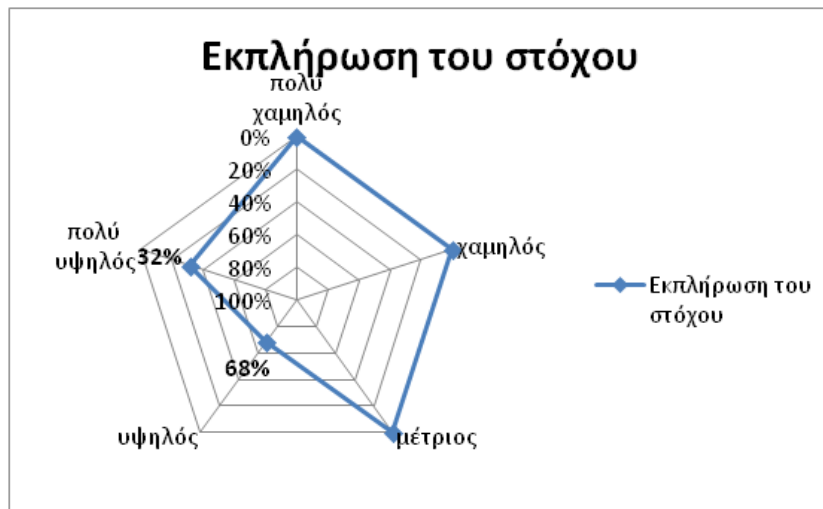 Εκπλήρωση του στόχου
πολύ
χαμηλός
0%
20%
40%
60%
80%
100%
χαμηλός
μέτριος
υψηλός
68%
πολύ
υψηλός
32%
Εκπλήρωση του
στόχου